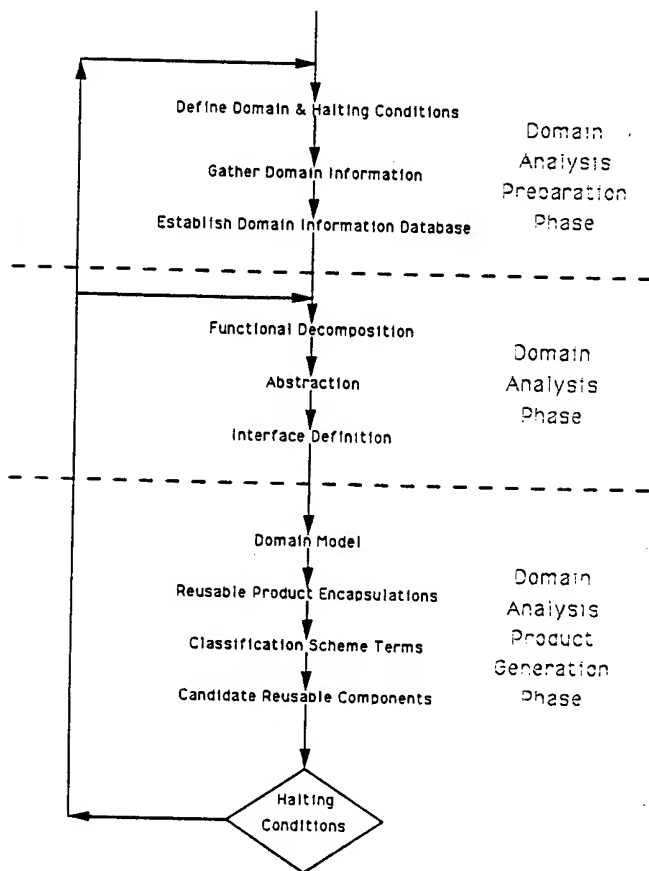 Define Domain & Halting Conditions
Gather Domain Information
Establish Domain Information Database
Domain
Analysis
Preparation
Phase
Functional Decomposition
Abstraction
Interface Definition
Domain
Analysis
Phase
Domain Model
Reusable Product Encapsulations
Classification Scheme Terms
Candidate Reusable Components
Domain
Analysis
Product
Generation
Phase
Halting
Conditions